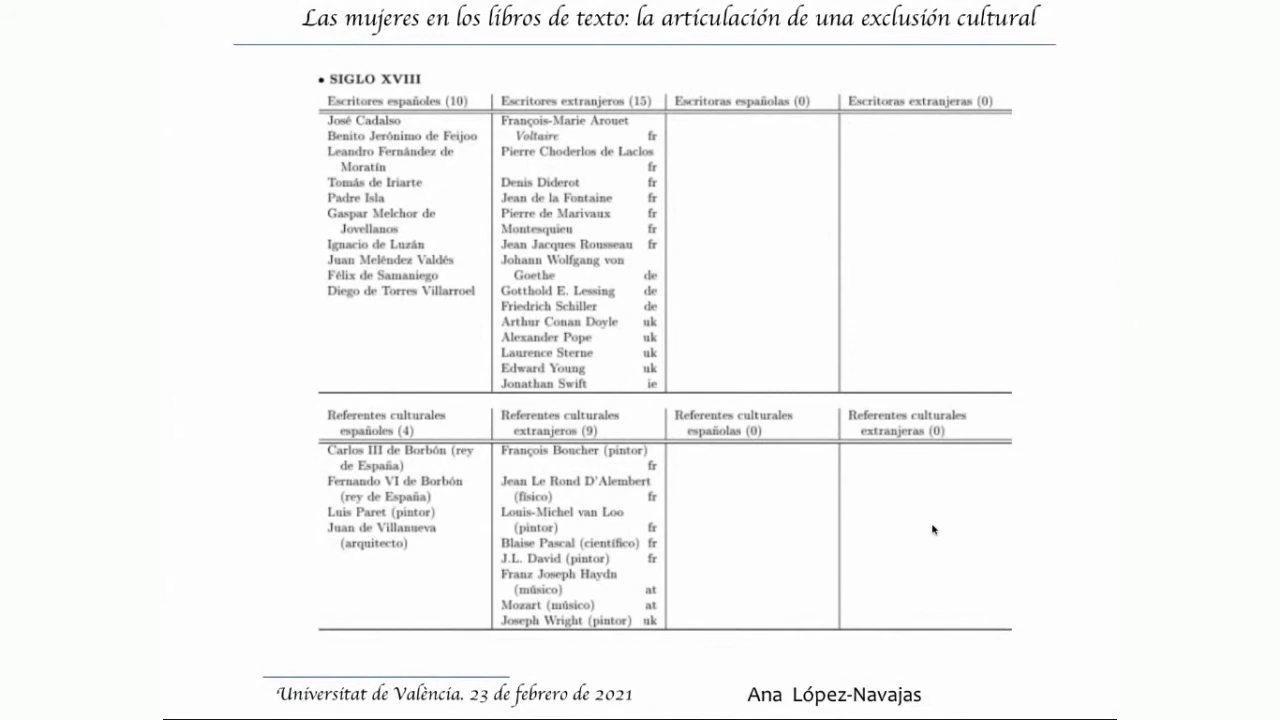 Las mujeres en los libros de texto: la articulación de una exclusión cultural
• SIGLO XVIII
Escritores españoles (10)
José Cadalso
Benito Jerónimo de Feijoo
Leandro Fernández de
Moratín
Tomás de Iriarte
Padre Isla
Gaspar Melchor de
Jovellanos
Ignacio de Luzán
Juan Meléndez Valdés
Félix de Samaniego
Diego de Torres Villarroel
Escritores extranjeros (15)
François-Marie Arouet
Voltaire fr
Pierre Choderlos de Laclos
fr
Denis Diderot fr
Jean de la Fontaine fr
Pierre de Marivaux fr
Montesquieu fr
Jean Jacques Rousseau fr
Johann Wolfgang von
Goethe de
Gotthold E. Lessing de
Friedrich Schiller de
Arthur Conan Doyle uk
Alexander Pope uk
Laurence Sterne uk
Edward Young uk
Jonathan Swift ie
Escritoras españolas (0)
Escritoras extranjeras (0)
Referentes culturales
españoles (4)
Carlos III de Borbón (rey
de España)
Fernando VI de Borbón
(rey de España)
Luis Paret (pintor)
Juan de Villanueva
(arquitecto)
Referentes culturales
extranjeros (9)
François Boucher (pintor)
fr
Jean Le Rond D'Alembert
(físico) fr
Louis-Michel van Loo
(pintor) fr
Blaise Pascal (científico) fr
J.L. David (pintor) fr
Franz Joseph Haydn
(músico) at
Mozart (músico) at
Joseph Wright (pintor) uk
Referentes culturales
españolas (0)
Referentes culturales
extranjeras (0)
Universitat de València. 23 de febrero de 2021
Ana López-Navajas